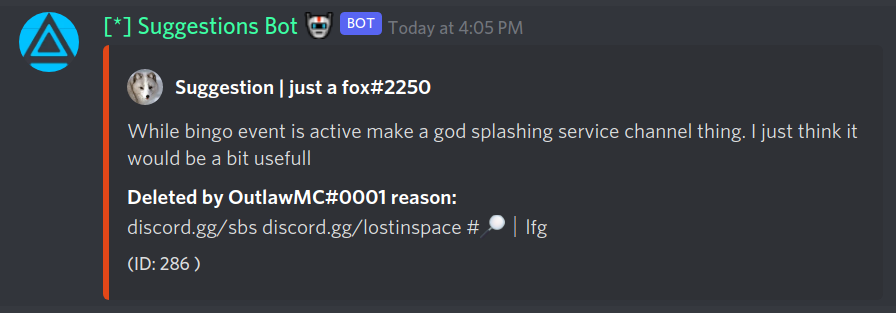 [*] Suggestions Bot 🤖 BOT Today at 4:05 PM
Suggestion | just a fox#2250
While bingo event is active make a god splashing service channel thing. I just think it
would be a bit usefull
Deleted by OutlawMC#0001 reason:
discord.gg/sbs discord.gg/lostinspace #🔎 | lfg
(ID: 286 )